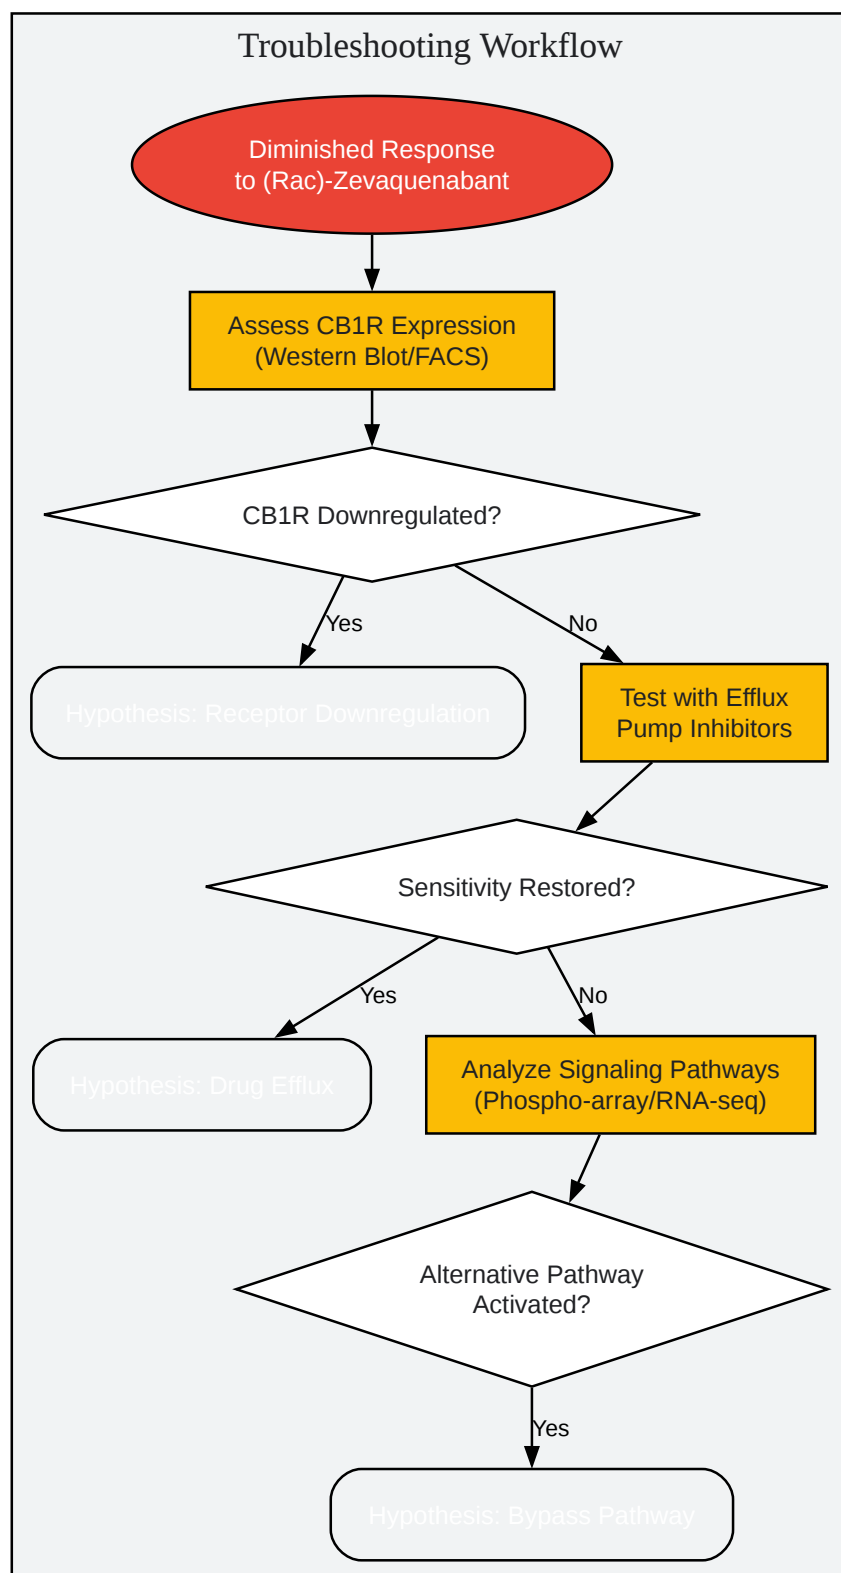 Troubleshooting Workflow
Diminished Response
to (Rac)-Zevaquenabant
Assess CB1R Expression
(Western Blot/FACS)
CB1R Downregulated?
Yes
No
Hypothesis: Receptor Downregulation
Test with Efflux
Pump Inhibitors
Sensitivity Restored?
Yes
No
Hypothesis: Drug Efflux
Analyze Signaling Pathways
(Phospho-array/RNA-seq)
Alternative Pathway
Activated?
Yes
Hypothesis: Bypass Pathway